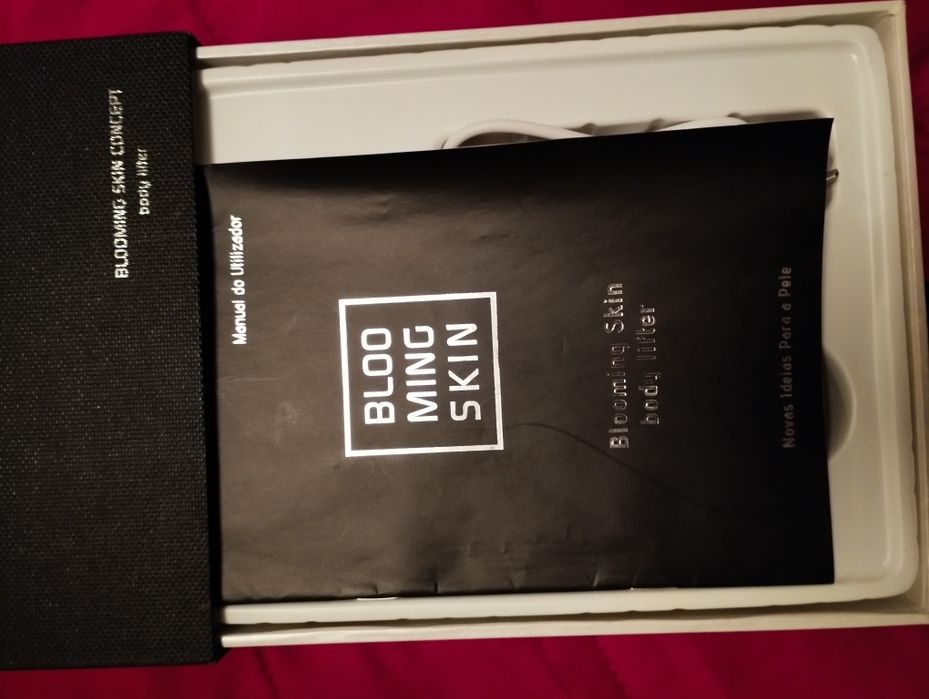 BLOOMING SKIN CONCEPT
body lifter
Manual do Utilizador
BLOO
MING
SKIN
Blooming Skin
body lifter
Novas Ideias Para a Pele